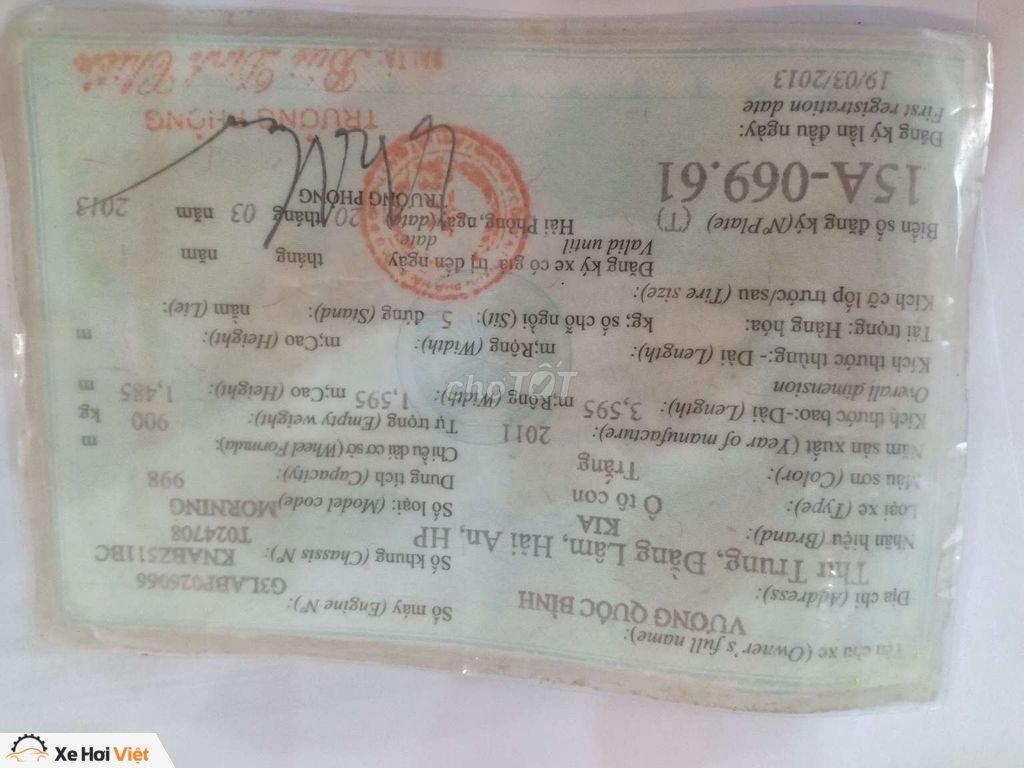 Tên chủ xe (Owner's full name):
VƯƠNG QUỐC BÌNH
Địa chỉ (Address):
Thư Trung, Đằng Lâm, Hải An, HP
Nhãn hiệu (Brand): KIA
Loại xe (Type): Ô tô con
Màu sơn (Color): Trắng
Năm sản xuất (Year of manufacture): 2011
Số máy (Engine Nº): G3LABP026066
Số khung (Chassis Nº): KNABZ511BC
T024708
Số loại: (Model code) MORNING
Dung tích (Capacity) 998
Chiều dài cơ sở (Wheel Formula): m
Tự trọng (Empty weight): 900 kg
Kích thước bao:- Dài (Length): 3,595 m;Rộng (Width): 1,595 m;Cao (Height): 1,485 m
Overall dimension
Kích thước thùng:- Dài (Length): m;Rộng (Width) m;Cao (Height): m
Tải trọng: Hàng hóa: kg; số chỗ ngồi (Sit): 5 đứng (Stand): nằm (Lie):
Kích cỡ lốp trước/sau (Tire size):
Đăng ký xe có giá trị đến ngày tháng năm
Valid until date
Biển số đăng ký(NºPlate) (T)
15A-069.61
Đăng ký lần đầu ngày:
First registration date
19/03/2013
Hải Phòng, ngày(date) 20 tháng 03 năm 2013
TRƯỞNG PHÒNG
TRƯỞNG PHÒNG
choTỐT
Xe Hơi Việt